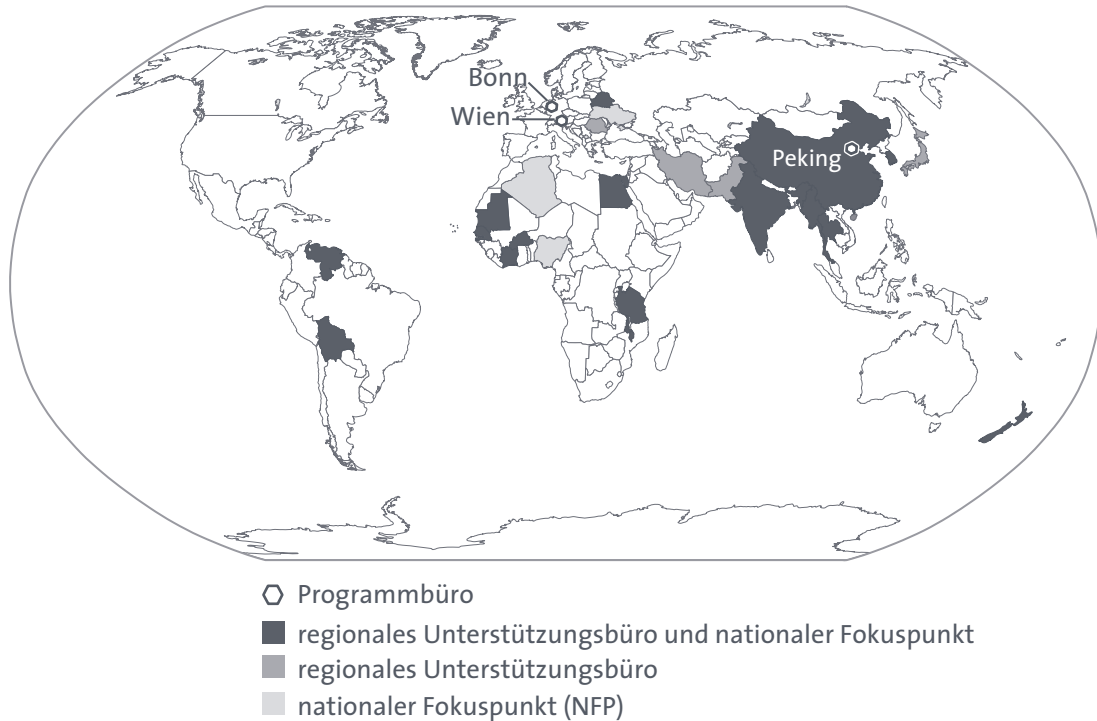 Bonn
Wien
Peking
Programmbüro
regionales Unterstützungsbüro und nationaler Fokuspunkt
regionales Unterstützungsbüro
nationaler Fokuspunkt (NFP)